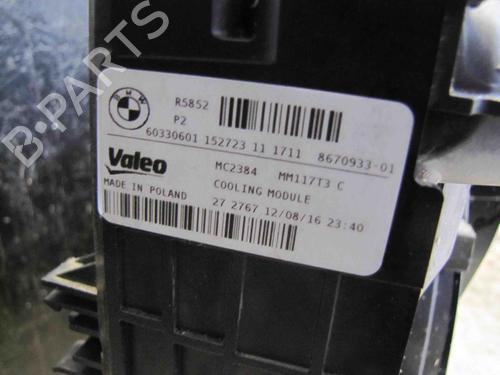 BMW
R5852
P2
60330601 152723 11 1711 8670933-01
Valeo MC2384 MM117T3 C
MADE IN POLAND COOLING MODULE
27 2767 12/08/16 23:40
B-PARTS